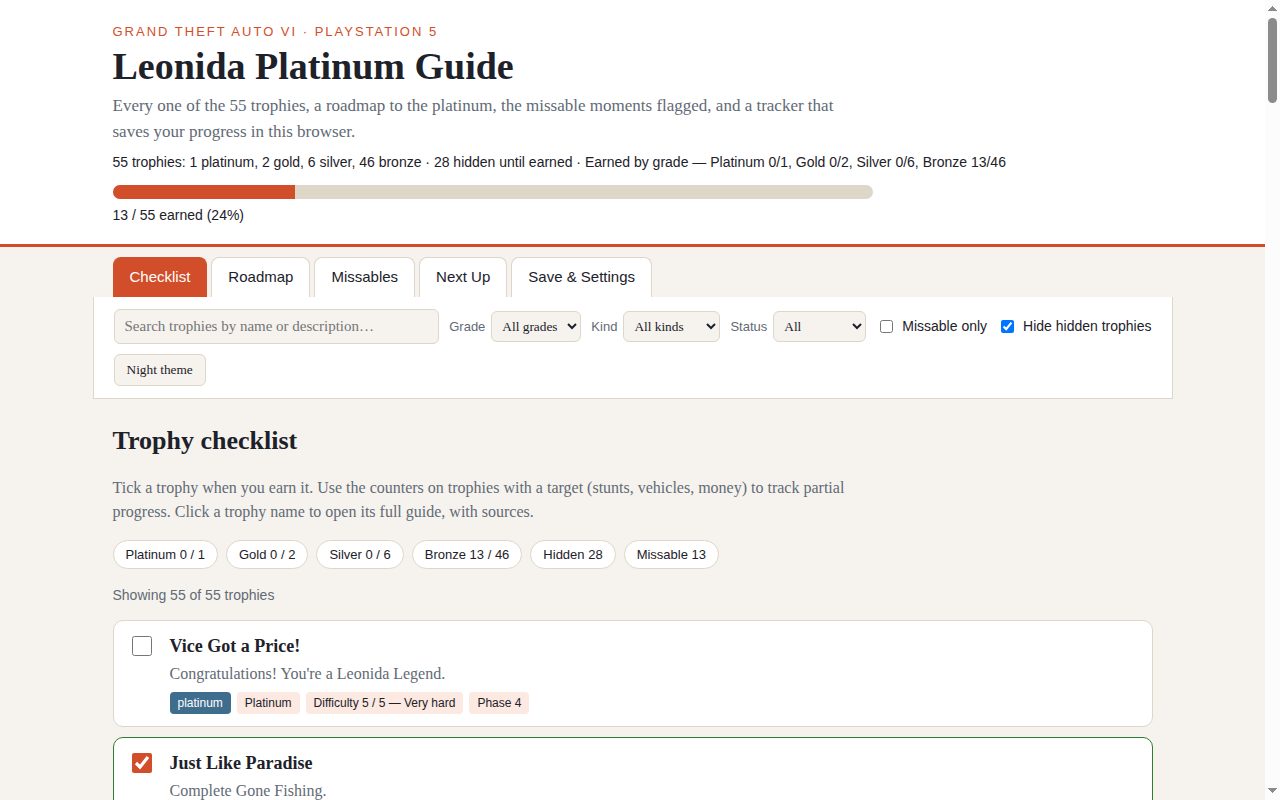 GRAND THEFT AUTO VI · PLAYSTATION 5
Leonida Platinum Guide
Every one of the 55 trophies, a roadmap to the platinum, the missable moments flagged, and a tracker that
saves your progress in this browser.
55 trophies: 1 platinum, 2 gold, 6 silver, 46 bronze · 28 hidden until earned · Earned by grade — Platinum 0/1, Gold 0/2, Silver 0/6, Bronze 13/46
13 / 55 earned (24%)
Checklist Roadmap Missables Next Up Save & Settings
Search trophies by name or description… Grade All grades Kind All kinds Status All Missable only Hide hidden trophies
Night theme
Trophy checklist
Tick a trophy when you earn it. Use the counters on trophies with a target (stunts, vehicles, money) to track partial
progress. Click a trophy name to open its full guide, with sources.
Platinum 0 / 1 Gold 0 / 2 Silver 0 / 6 Bronze 13 / 46 Hidden 28 Missable 13
Showing 55 of 55 trophies
Vice Got a Price!
Congratulations! You're a Leonida Legend.
platinum Platinum Difficulty 5 / 5 — Very hard Phase 4
Just Like Paradise
Complete Gone Fishing.